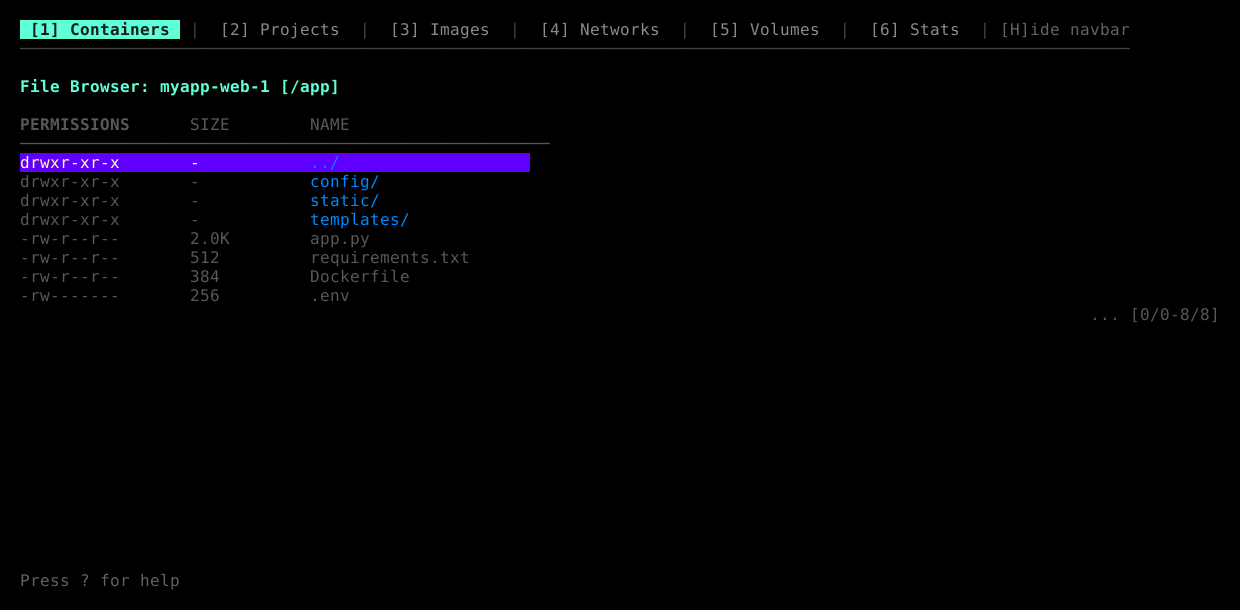 [1] Containers | [2] Projects | [3] Images | [4] Networks | [5] Volumes | [6] Stats | [H]ide navbar
File Browser: myapp-web-1 [/app]
PERMISSIONS SIZE NAME
drwxr-xr-x - ../
drwxr-xr-x - config/
drwxr-xr-x - static/
drwxr-xr-x - templates/
-rw-r--r-- 2.0K app.py
-rw-r--r-- 512 requirements.txt
-rw-r--r-- 384 Dockerfile
-rw------- 256 .env
... [0/0-8/8]
Press ? for help